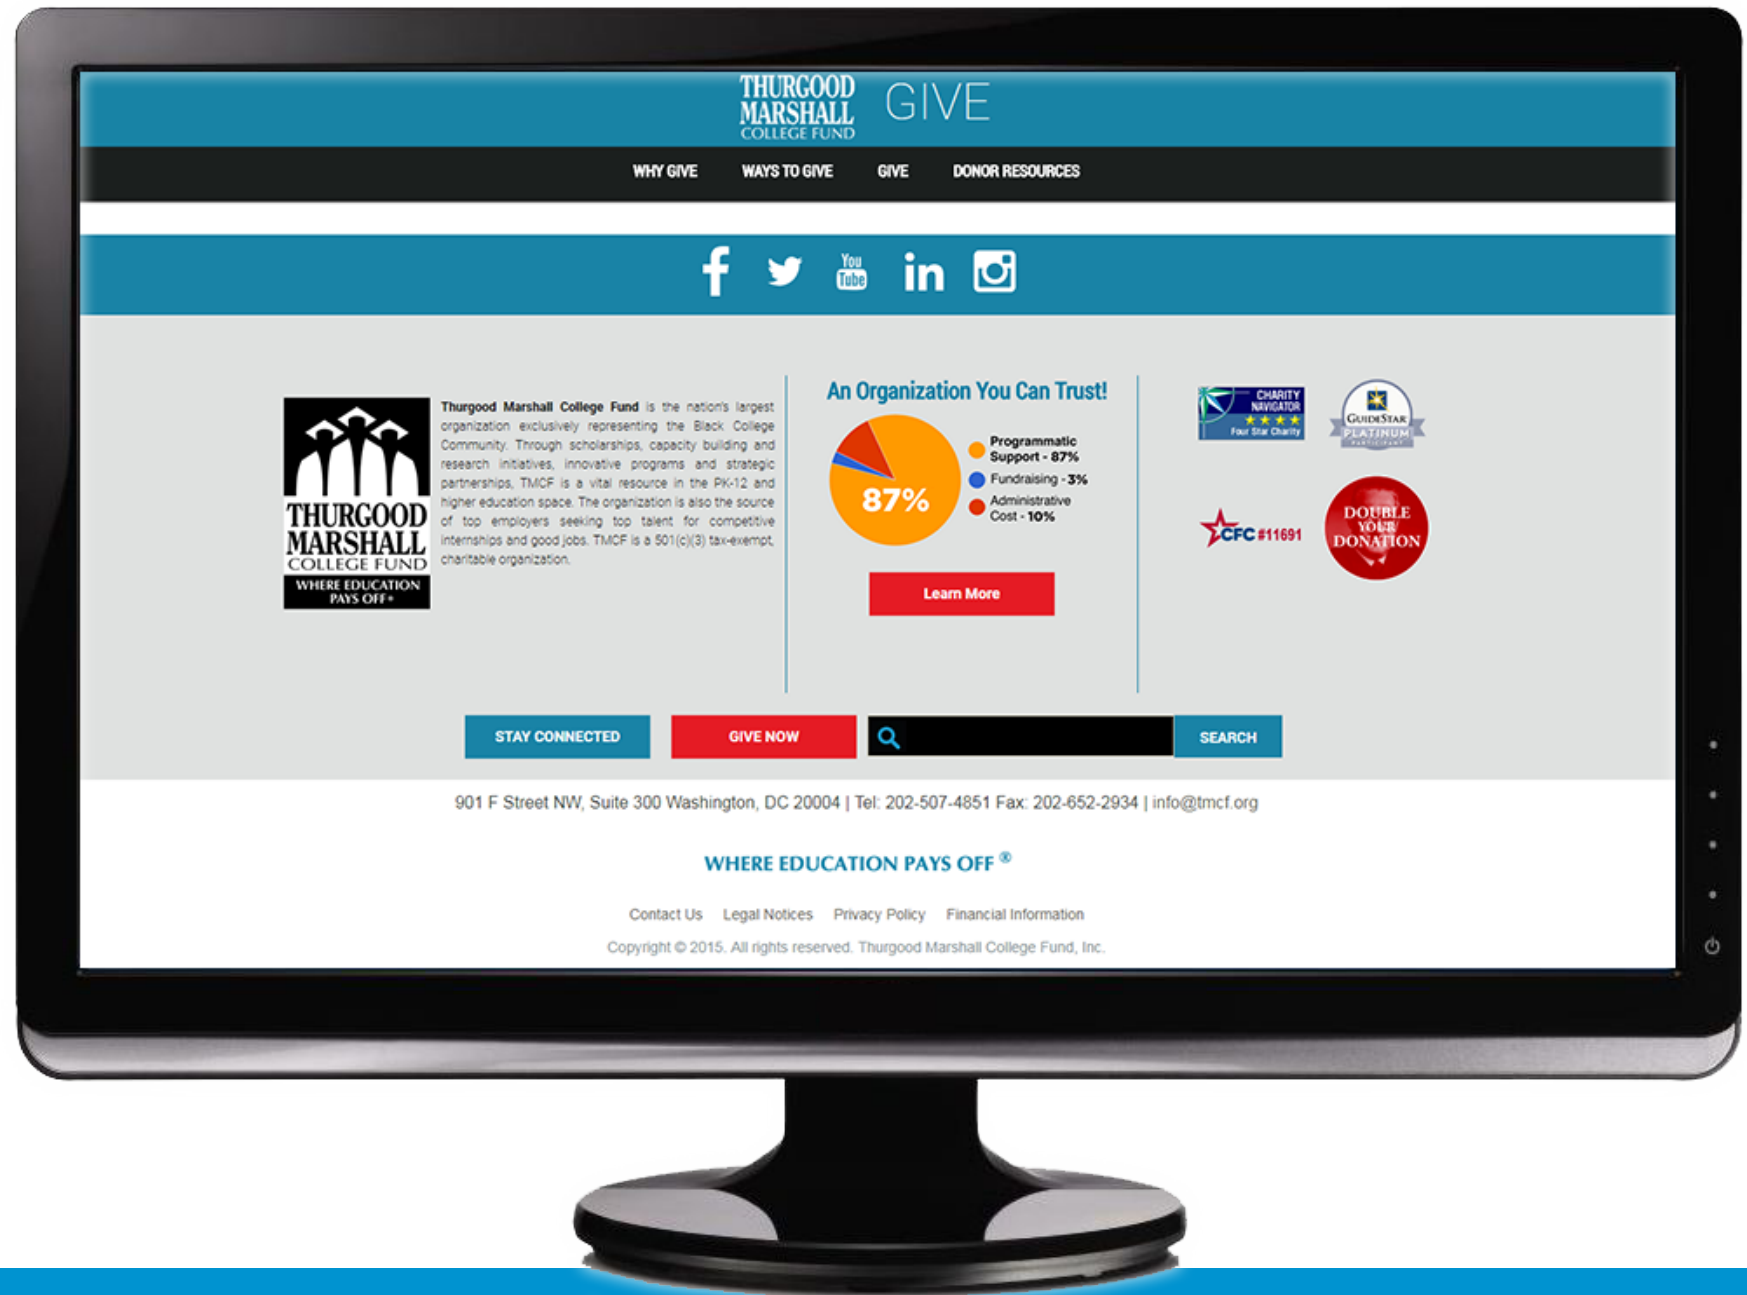 THURGOOD
MARSHALL
COLLEGE FUND
GIVE
WHY GIVE WAYS TO GIVE GIVE DONOR RESOURCES
You
Tube
in
THURGOOD
MARSHALL
COLLEGE FUND
WHERE EDUCATION
PAYS OFF®
Thurgood Marshall College Fund is the nation's largest
organization exclusively representing the Black College
Community. Through scholarships, capacity building and
research initiatives, innovative programs and strategic
partnerships, TMCF is a vital resource in the PK-12 and
higher education space. The organization is also the source
of top employers seeking top talent for competitive
internships and good jobs. TMCF is a 501(c)(3) tax-exempt,
charitable organization.
An Organization You Can Trust!
87%
Programmatic
Support - 87%
Fundraising - 3%
Administrative
Cost - 10%
Learn More
CHARITY
NAVIGATOR
Four Star Charity
GUIDESTAR
PLATINUM
PARTICIPANT
CFC #11691
DOUBLE
YOUR
DONATION
STAY CONNECTED
GIVE NOW
SEARCH
901 F Street NW, Suite 300 Washington, DC 20004 | Tel: 202-507-4851 Fax: 202-652-2934 | info@tmcf.org
WHERE EDUCATION PAYS OFF ®
Contact Us Legal Notices Privacy Policy Financial Information
Copyright © 2015. All rights reserved. Thurgood Marshall College Fund, Inc.